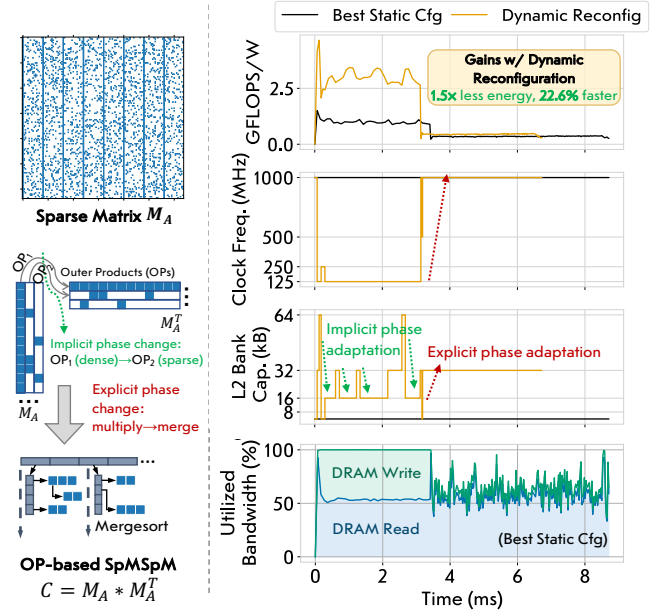 Sparse Matrix M_A
OP₁
OP₂
Outer Products (OPs)
M_A^T
Implicit phase change:
OP₁ (dense)→OP₂ (sparse)
M_A
Explicit phase
change:
multiply→merge
Mergesort
OP-based SpMSpM
C = M_A * M_A^T
Best Static Cfg
Dynamic Reconfig
GFLOPS/W
2.5
0.0
Gains w/ Dynamic
Reconfiguration
1.5x less energy, 22.6% faster
Clock Freq. (MHz)
1000
500
250
125
L2 Bank
Cap. (kB)
64
32
16
8
Implicit phase
adaptation
Explicit phase adaptation
Utilized
Bandwidth (%)
100
50
0
DRAM Write
DRAM Read
(Best Static Cfg)
0 2 4 6 8
Time (ms)